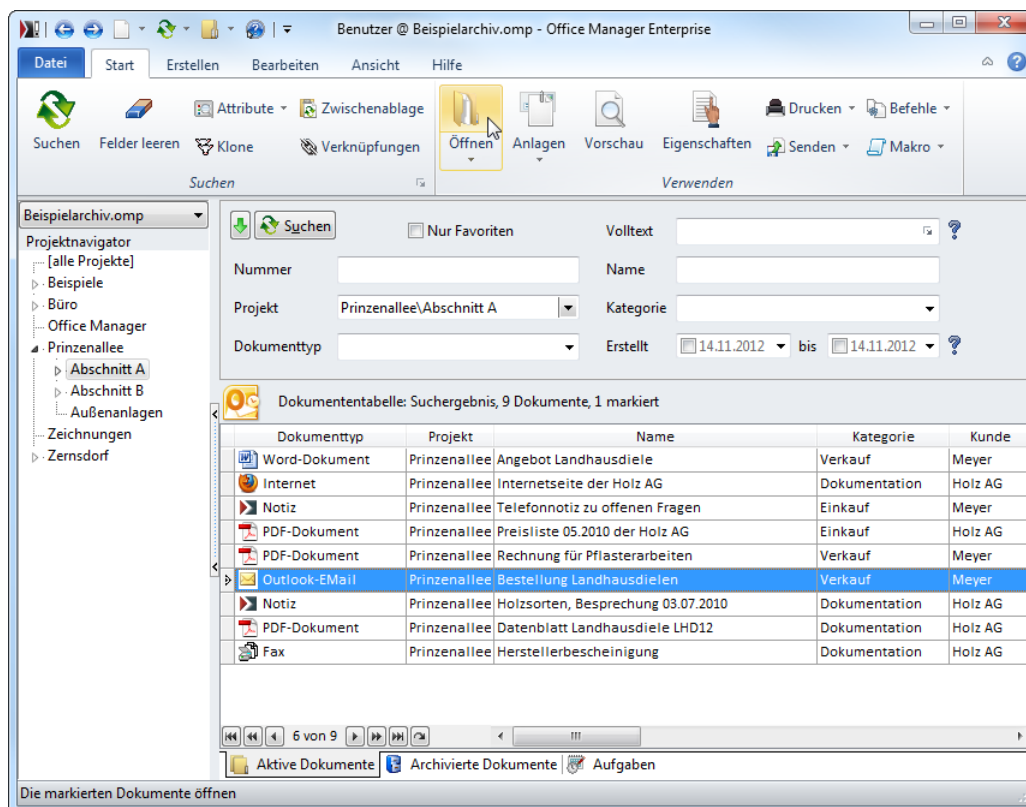 Benutzer @ Beispielarchiv.omp - Office Manager Enterprise
Datei Start Erstellen Bearbeiten Ansicht Hilfe
Suchen Felder leeren Attribute Zwischenablage Öffnen Anlagen Vorschau Eigenschaften Drucken Befehle
Klone Verknüpfungen Senden Makro
Suchen Verwenden
Beispielarchiv.omp
Projektnavigator
[alle Projekte]
Beispiele
Büro
Office Manager
Prinzenallee
Abschnitt A
Abschnitt B
Außenanlagen
Zeichnungen
Zernsdorf
Suchen Nur Favoriten Volltext ?
Nummer Name
Projekt Prinzenallee\Abschnitt A Kategorie
Dokumenttyp Erstellt 14.11.2012 bis 14.11.2012 ?
Dokumententabelle: Suchergebnis, 9 Dokumente, 1 markiert
Dokumenttyp Projekt Name Kategorie Kunde
Word-Dokument Prinzenallee Angebot Landhausdiele Verkauf Meyer
Internet Prinzenallee Internetseite der Holz AG Dokumentation Holz AG
Notiz Prinzenallee Telefonnotiz zu offenen Fragen Einkauf Meyer
PDF-Dokument Prinzenallee Preisliste 05.2010 der Holz AG Einkauf Holz AG
PDF-Dokument Prinzenallee Rechnung für Pflasterarbeiten Verkauf Meyer
Outlook-EMail Prinzenallee Bestellung Landhausdielen Verkauf Meyer
Notiz Prinzenallee Holzsorten, Besprechung 03.07.2010 Dokumentation Holz AG
PDF-Dokument Prinzenallee Datenblatt Landhausdiele LHD12 Dokumentation Holz AG
Fax Prinzenallee Herstellerbescheinigung Dokumentation Holz AG
6 von 9
Aktive Dokumente Archivierte Dokumente Aufgaben
Die markierten Dokumente öffnen